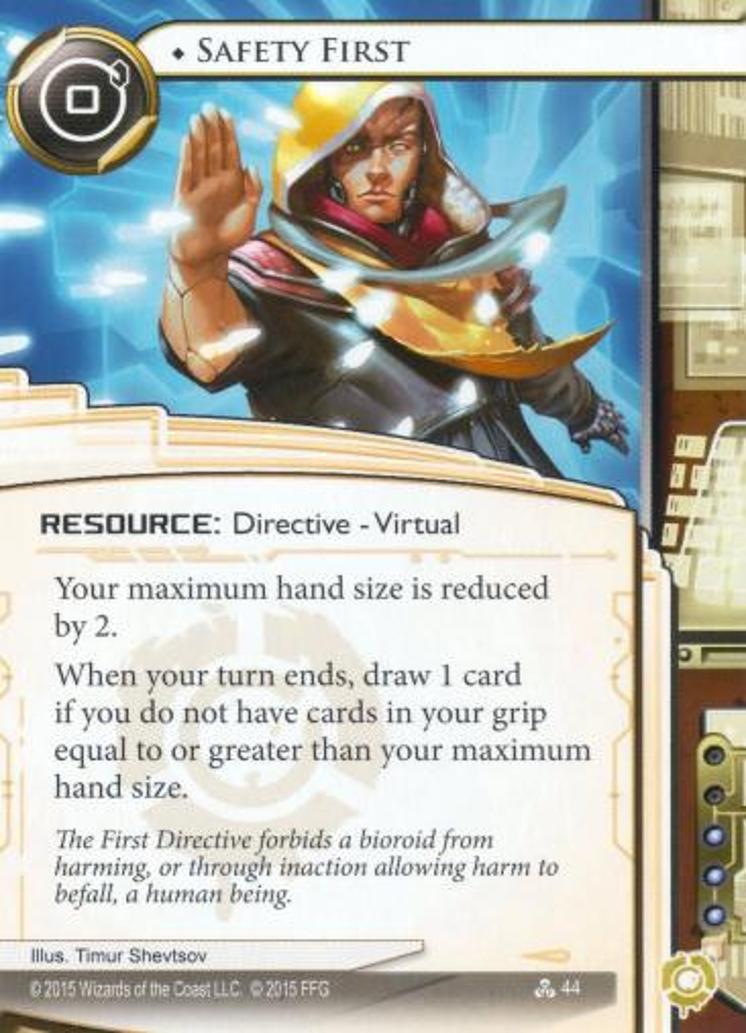 SAFETY FIRST
RESOURCE: Directive - Virtual
Your maximum hand size is reduced
by 2.
When your turn ends, draw 1 card
if you do not have cards in your grip
equal to or greater than your maximum
hand size.
The First Directive forbids a bioroid from
harming, or through inaction allowing harm to
befall, a human being.
Illus. Timur Shevtsov
© 2015 Wizards of the Coast LLC. © 2015 FFG 44